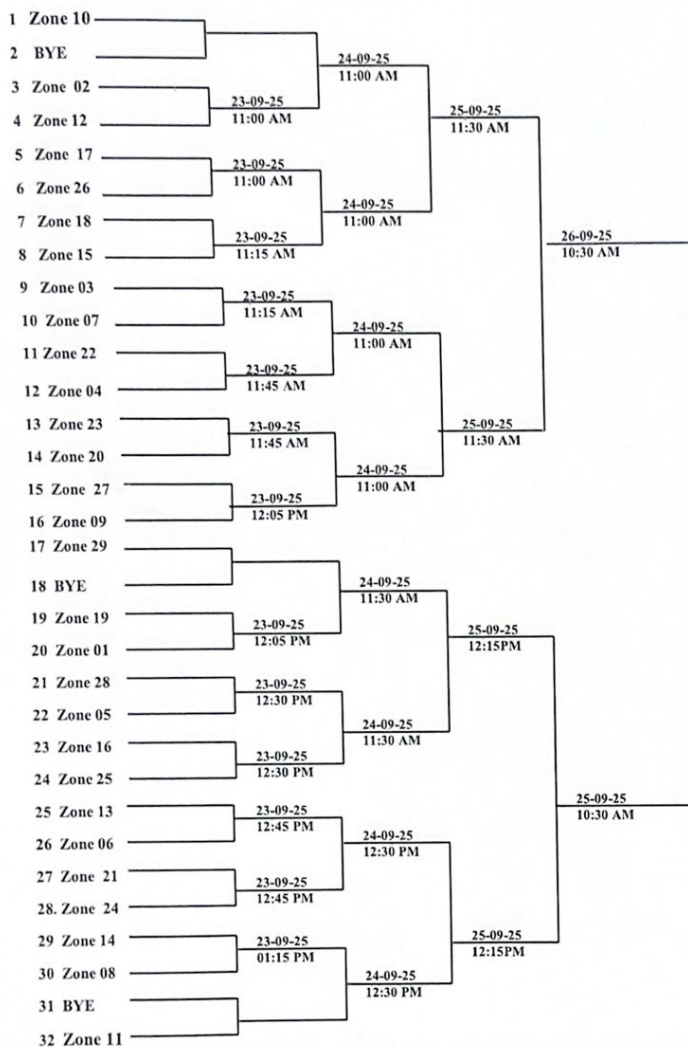 1 Zone 10
2 BYE
3 Zone 02
4 Zone 12
5 Zone 17
6 Zone 26
7 Zone 18
8 Zone 15
9 Zone 03
10 Zone 07
11 Zone 22
12 Zone 04
13 Zone 23
14 Zone 20
15 Zone 27
16 Zone 09
17 Zone 29
18 BYE
19 Zone 19
20 Zone 01
21 Zone 28
22 Zone 05
23 Zone 16
24 Zone 25
25 Zone 13
26 Zone 06
27 Zone 21
28. Zone 24
29 Zone 14
30 Zone 08
31 BYE
32 Zone 11
23-09-25
11:00 AM
23-09-25
11:00 AM
23-09-25
11:15 AM
23-09-25
11:15 AM
23-09-25
11:45 AM
23-09-25
11:45 AM
23-09-25
12:05 PM
23-09-25
12:05 PM
23-09-25
12:30 PM
23-09-25
12:30 PM
23-09-25
12:45 PM
23-09-25
12:45 PM
23-09-25
01:15 PM
24-09-25
11:00 AM
24-09-25
11:00 AM
24-09-25
11:00 AM
24-09-25
11:00 AM
24-09-25
11:30 AM
24-09-25
11:30 AM
24-09-25
12:30 PM
24-09-25
12:30 PM
25-09-25
11:30 AM
25-09-25
11:30 AM
25-09-25
12:15PM
25-09-25
12:15PM
26-09-25
10:30 AM
25-09-25
10:30 AM